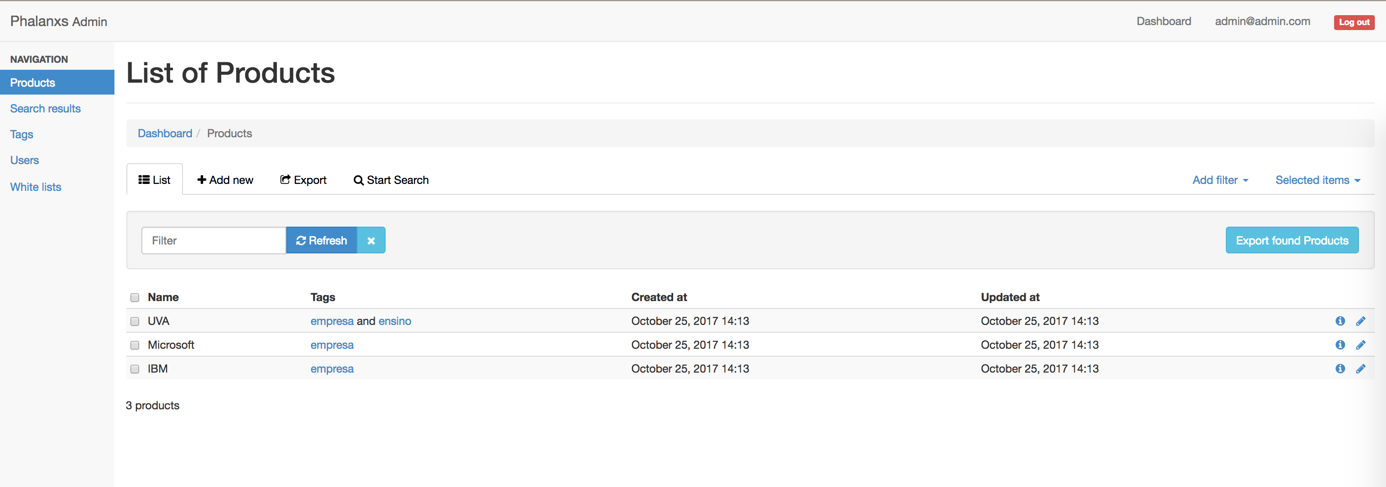 Phalanxs Admin Dashboard admin@admin.com Log out
NAVIGATION
Products
Search results
Tags
Users
White lists
List of Products
Dashboard / Products
List Add new Export Start Search Add filter Selected items
Filter Refresh × Export found Products
Name Tags Created at Updated at
UVA empresa and ensino October 25, 2017 14:13 October 25, 2017 14:13
Microsoft empresa October 25, 2017 14:13 October 25, 2017 14:13
IBM empresa October 25, 2017 14:13 October 25, 2017 14:13
3 products